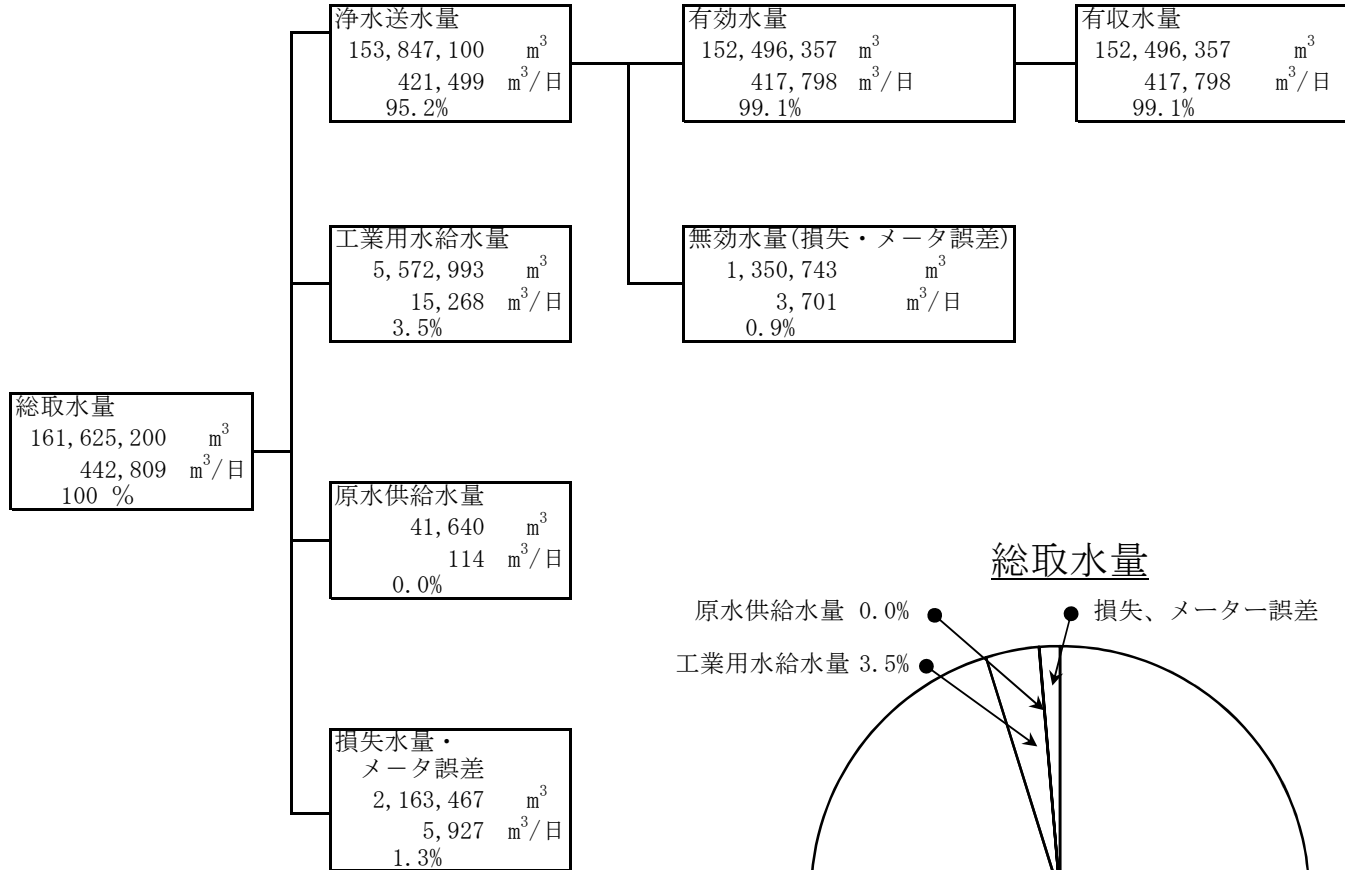 浄水送水量
153,847,100 m³
421,499 m³/日
95.2%
有効水量
152,496,357 m³
417,798 m³/日
99.1%
有収水量
152,496,357 m³
417,798 m³/日
99.1%
工業用水給水量
5,572,993 m³
15,268 m³/日
3.5%
無効水量(損失・メータ誤差)
1,350,743 m³
3,701 m³/日
0.9%
総取水量
161,625,200 m³
442,809 m³/日
100 %
原水供給水量
41,640 m³
114 m³/日
0.0%
損失水量・
メータ誤差
2,163,467 m³
5,927 m³/日
1.3%
総取水量
原水供給水量 0.0%
損失、メーター誤差
工業用水給水量 3.5%